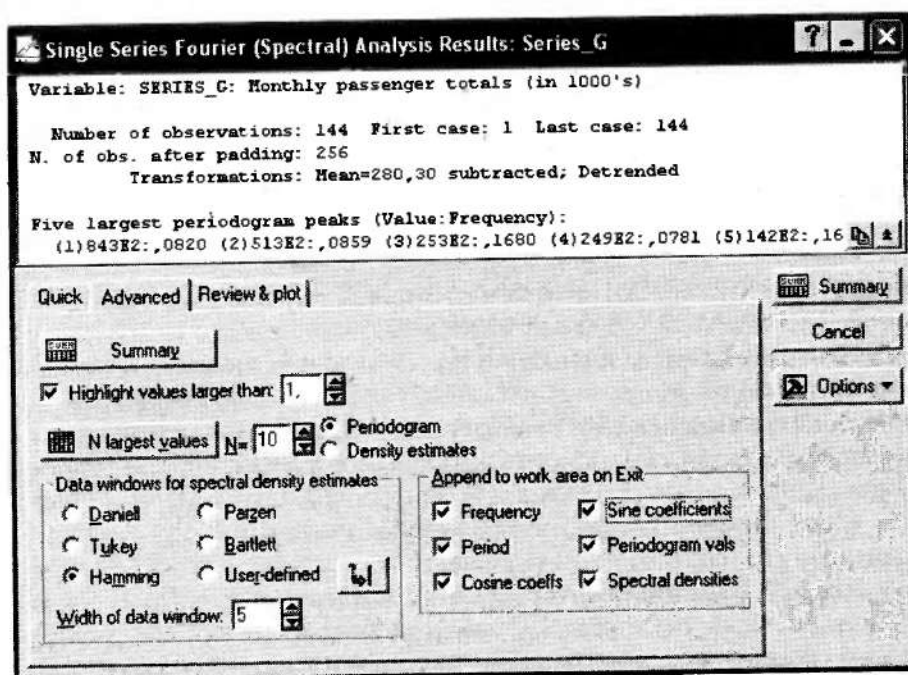 Single Series Fourier (Spectral) Analysis Results: Series_G
Variable: SERIES_G: Monthly passenger totals (in 1000's)
Number of observations: 144 First case: 1 Last case: 144
N. of obs. after padding: 256
Transformations: Mean=280,30 subtracted; Detrended
Five largest periodogram peaks (Value:Frequency):
(1)843E2:,0820 (2)513E2:,0859 (3)253E2:,1680 (4)249E2:,0781 (5)142E2:,16
Quick Advanced Review & plot
Summary
Summary
Cancel
Options
Highlight values larger than: 1,
N largest values N= 10
Periodogram
Density estimates
Data windows for spectral density estimates
Daniell Parzen
Tukey Bartlett
Hamming User-defined
Width of data window: 5
Append to work area on Exit
Frequency Sine coefficients
Period Periodogram vals
Cosine coeffs Spectral densities